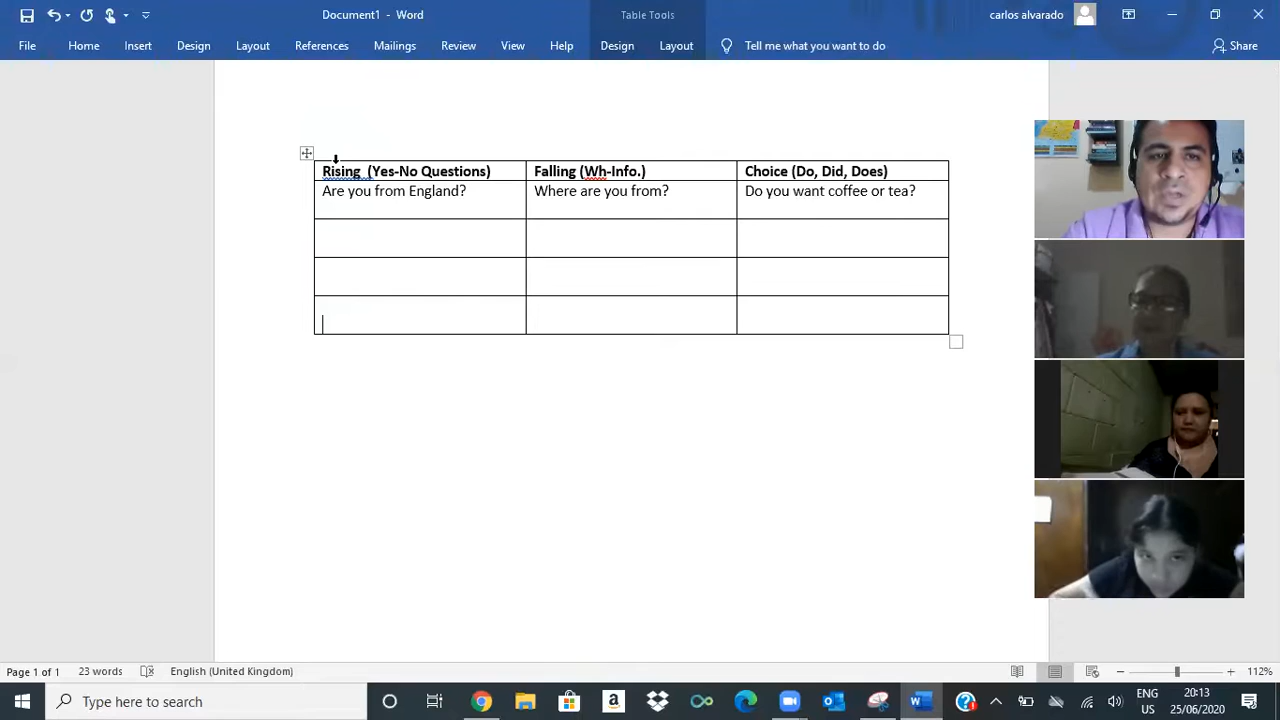 Document1 - Word
Table Tools
carlos alvarado
File Home Insert Design Layout References Mailings Review View Help Design Layout Tell me what you want to do Share
Rising (Yes-No Questions) Falling (Wh-Info.) Choice (Do, Did, Does)
Are you from England? Where are you from? Do you want coffee or tea?
Page 1 of 1 23 words English (United Kingdom) 112%
Type here to search
ENG 20:13
US 25/06/2020